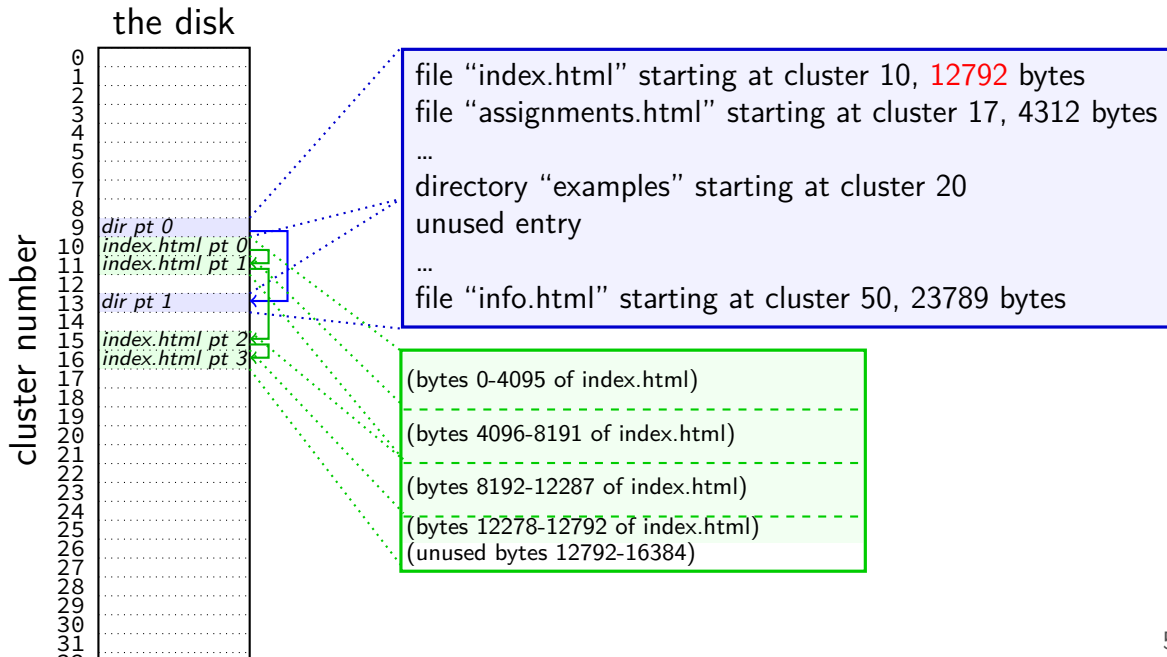 the disk
cluster number
0
1
2
3
4
5
6
7
8
9
10
11
12
13
14
15
16
17
18
19
20
21
22
23
24
25
26
27
28
29
30
31
dir pt 0
index.html pt 0
index.html pt 1
dir pt 1
index.html pt 2
index.html pt 3
file “index.html” starting at cluster 10, 12792 bytes
file “assignments.html” starting at cluster 17, 4312 bytes
...
directory “examples” starting at cluster 20
unused entry
...
file “info.html” starting at cluster 50, 23789 bytes
(bytes 0-4095 of index.html)
(bytes 4096-8191 of index.html)
(bytes 8192-12287 of index.html)
(bytes 12278-12792 of index.html)
(unused bytes 12792-16384)